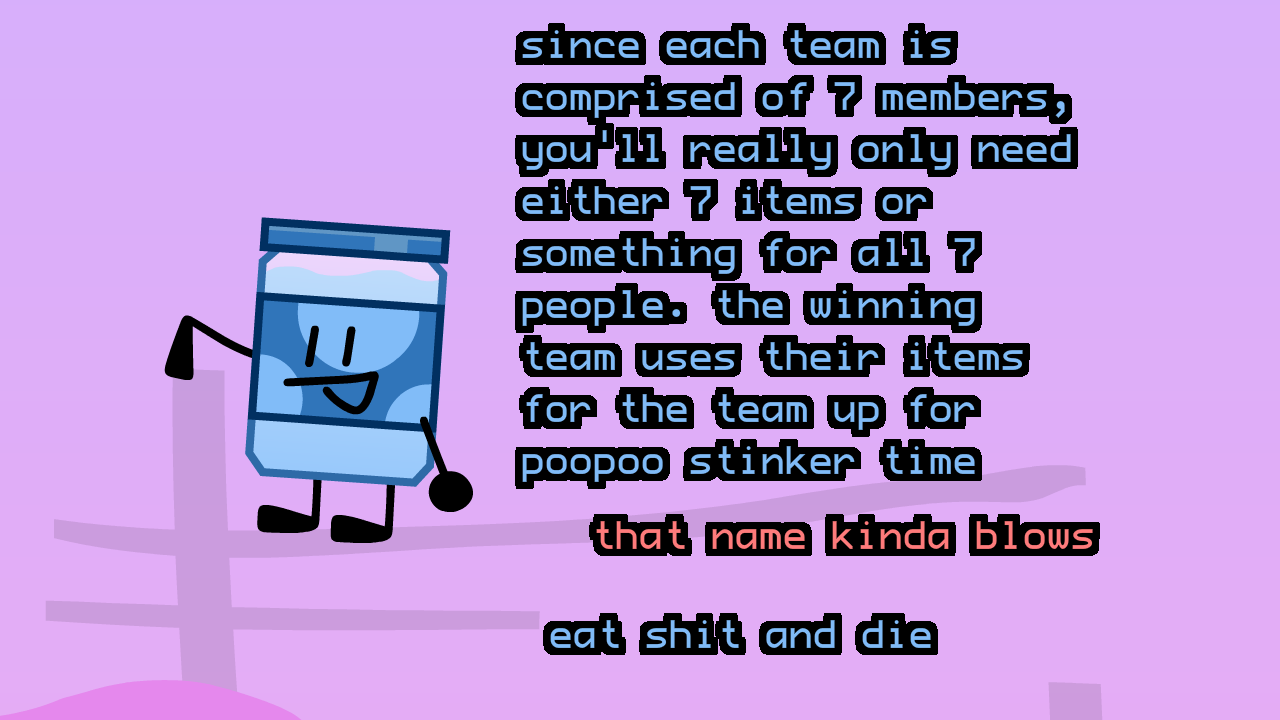 since each team is
comprised of 7 members,
you'll really only need
either 7 items or
something for all 7
people. the winning
team uses their items
for the team up for
poopoo stinker time
that name kinda blows
eat shit and die